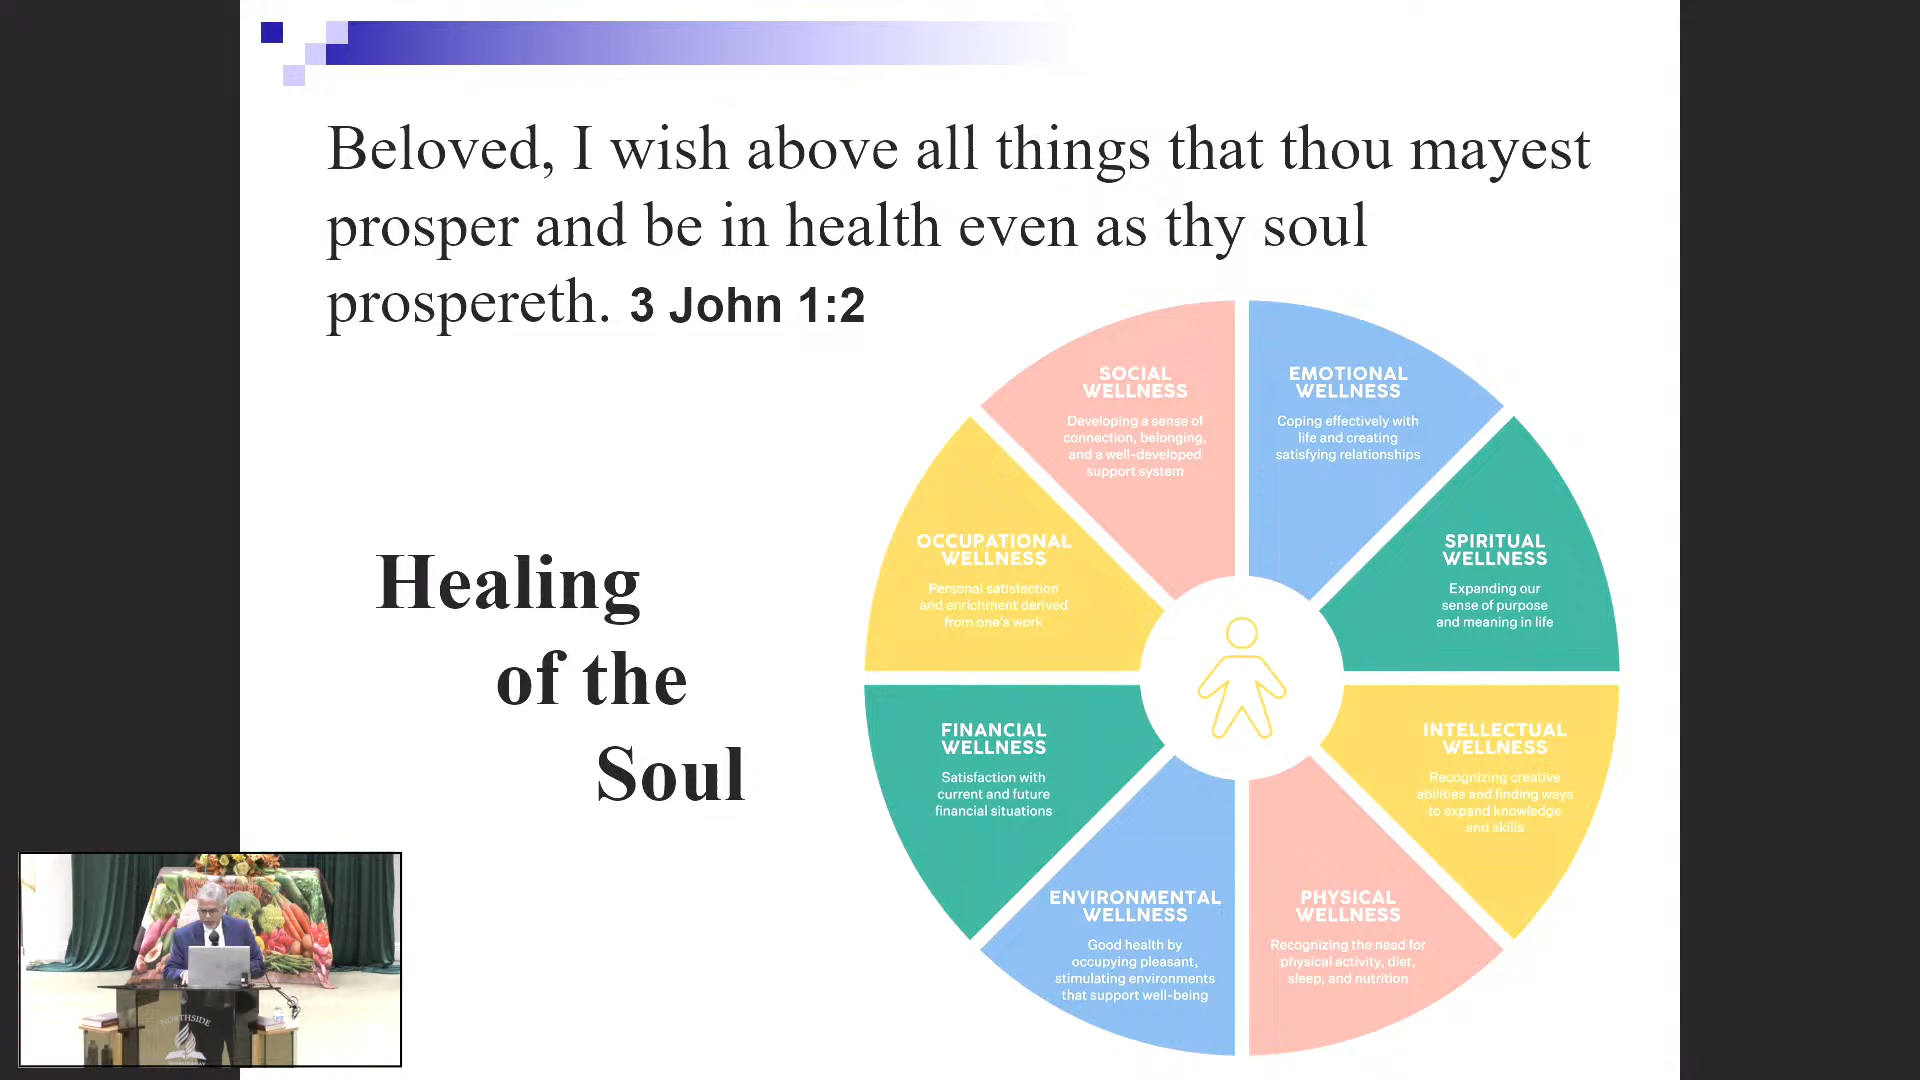 Beloved, I wish above all things that thou mayest
prosper and be in health even as thy soul
prospereth. 3 John 1:2
Healing
of the
Soul
SOCIAL
WELLNESS
Developing a sense of
connection, belonging,
and a well-developed
support system
EMOTIONAL
WELLNESS
Coping effectively with
life and creating
satisfying relationships
OCCUPATIONAL
WELLNESS
Personal satisfaction
and enrichment derived
from one's work
SPIRITUAL
WELLNESS
Expanding our
sense of purpose
and meaning in life
FINANCIAL
WELLNESS
Satisfaction with
current and future
financial situations
INTELLECTUAL
WELLNESS
Recognizing creative
abilities and finding ways
to expand knowledge
and skills
ENVIRONMENTAL
WELLNESS
Good health by
occupying pleasant,
stimulating environments
that support well-being
PHYSICAL
WELLNESS
Recognizing the need for
physical activity, diet,
sleep, and nutrition
NORTHSIDE